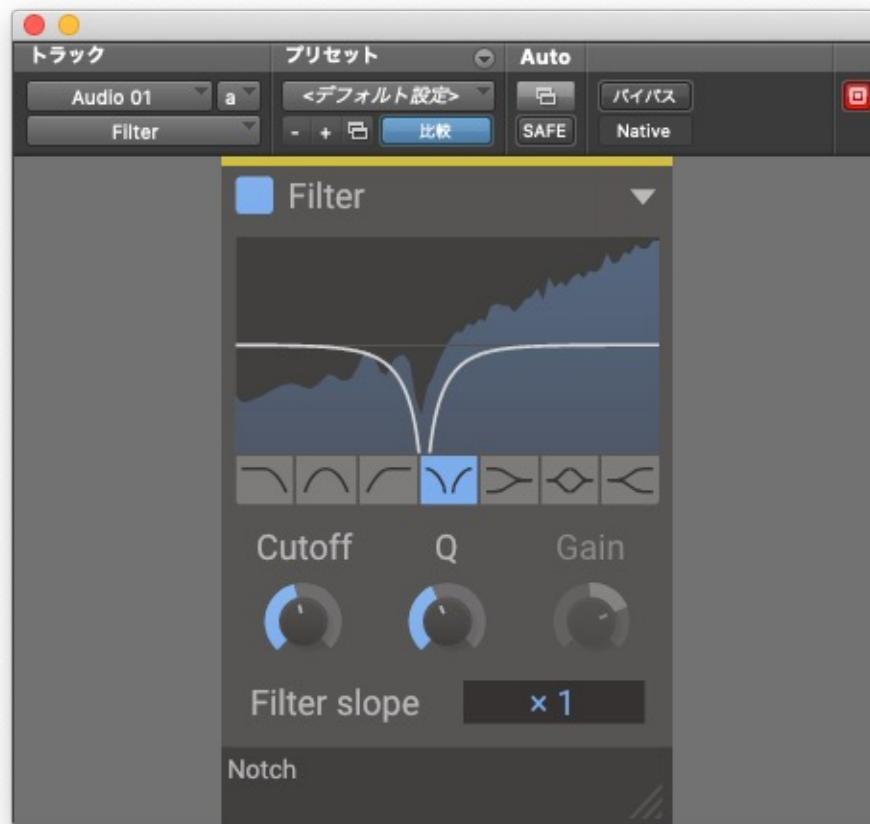 トラック プリセット Auto
Audio 01 a <デフォルト設定> バイパス
Filter - + 比較 SAFE Native
Filter
Cutoff Q Gain
Filter slope × 1
Notch